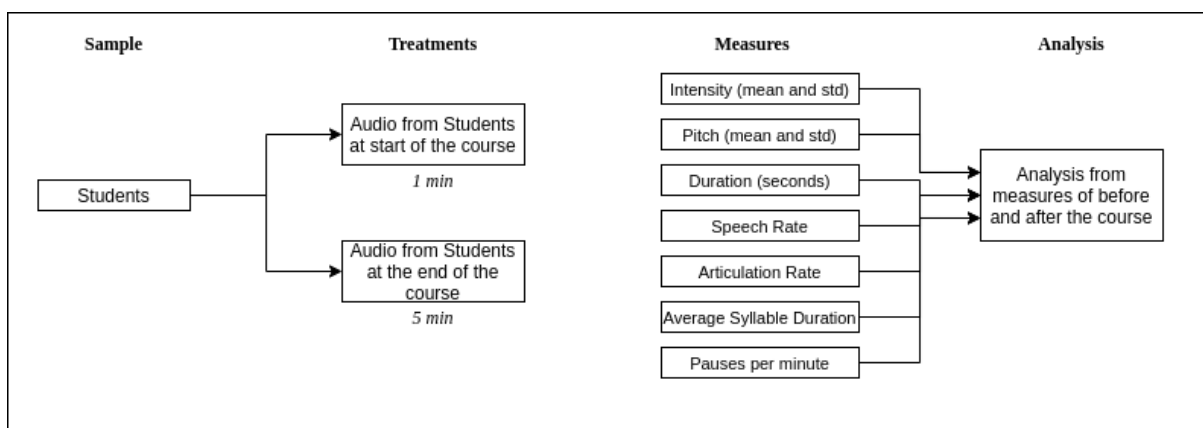 Sample
Treatments
Measures
Analysis
Students
Audio from Students
at start of the course
1 min
Audio from Students
at the end of the
course
5 min
Intensity (mean and std)
Pitch (mean and std)
Duration (seconds)
Speech Rate
Articulation Rate
Average Syllable Duration
Pauses per minute
Analysis from
measures of before
and after the course